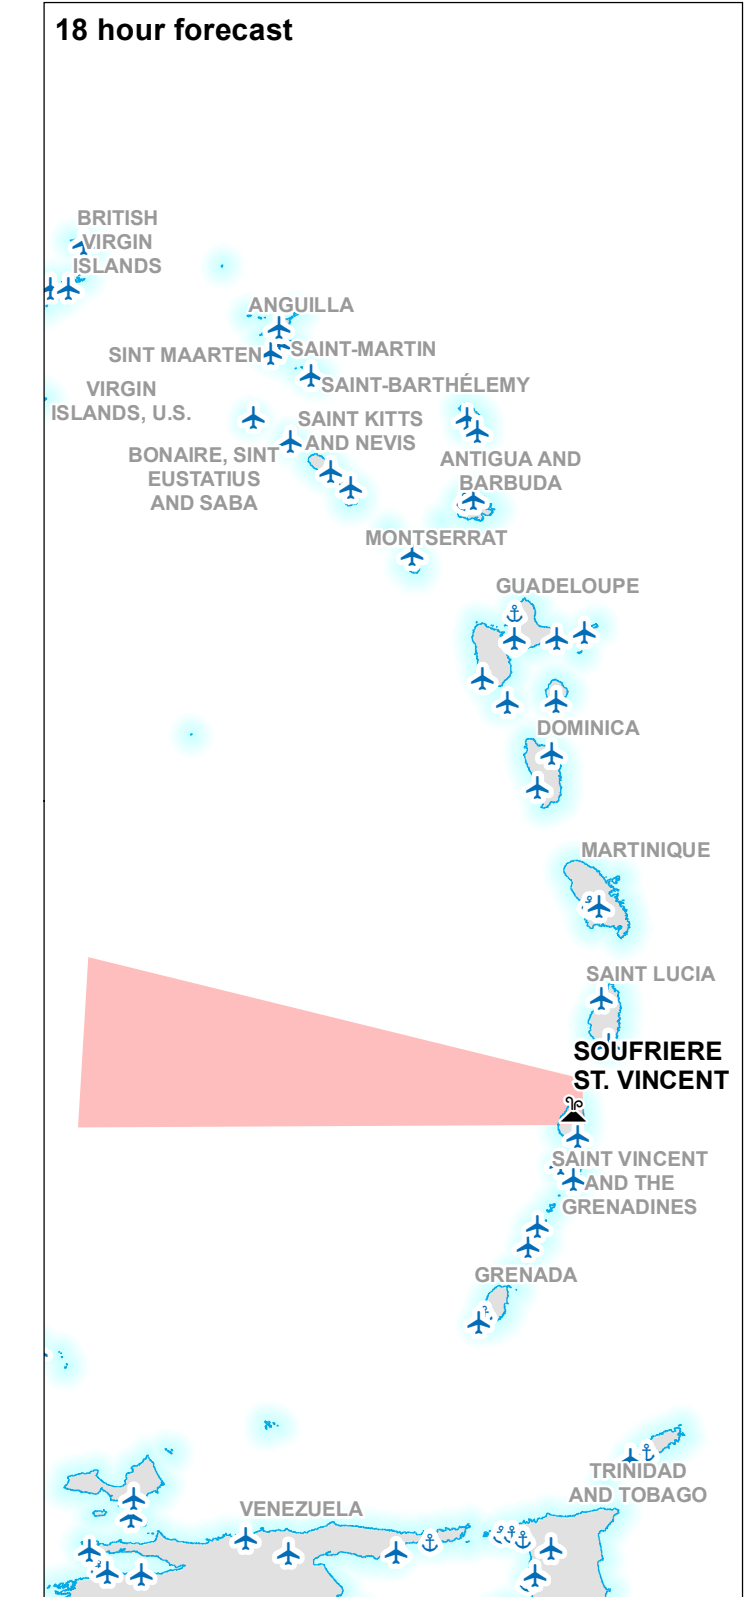 18 hour forecast
BRITISH
VIRGIN
ISLANDS
ANGUILLA
SINT MAARTEN
SAINT-MARTIN
VIRGIN
ISLANDS, U.S.
SAINT-BARTHÉLEMY
SAINT KITTS
AND NEVIS
BONAIRE, SINT
EUSTATIUS
AND SABA
ANTIGUA AND
BARBUDA
MONTSERRAT
GUADELOUPE
DOMINICA
MARTINIQUE
SAINT LUCIA
SOUFRIERE
ST. VINCENT
SAINT VINCENT
AND THE
GRENADINES
GRENADA
TRINIDAD
AND TOBAGO
VENEZUELA